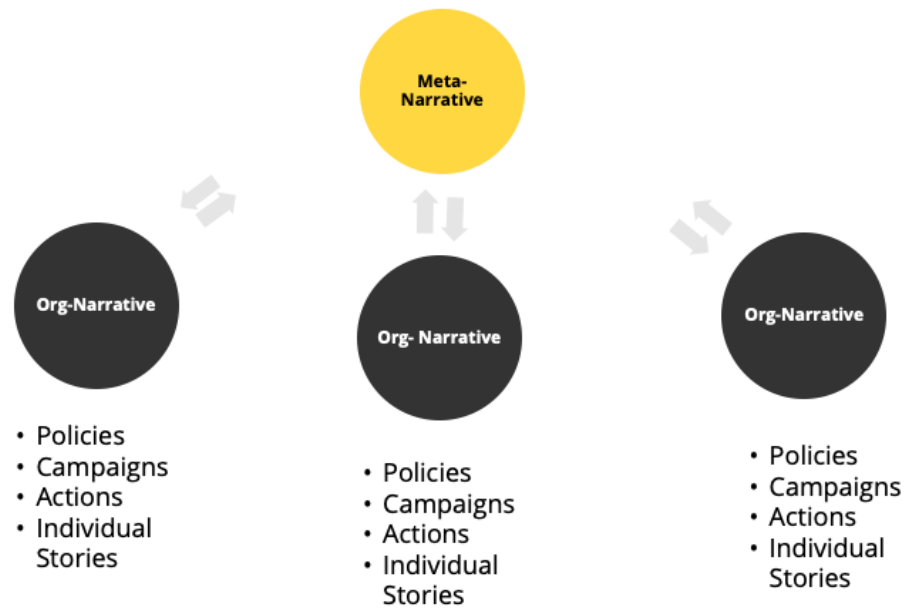 Meta-
Narrative
Org-Narrative
• Policies
• Campaigns
• Actions
• Individual
Stories
Org- Narrative
• Policies
• Campaigns
• Actions
• Individual
Stories
Org-Narrative
• Policies
• Campaigns
• Actions
• Individual
Stories